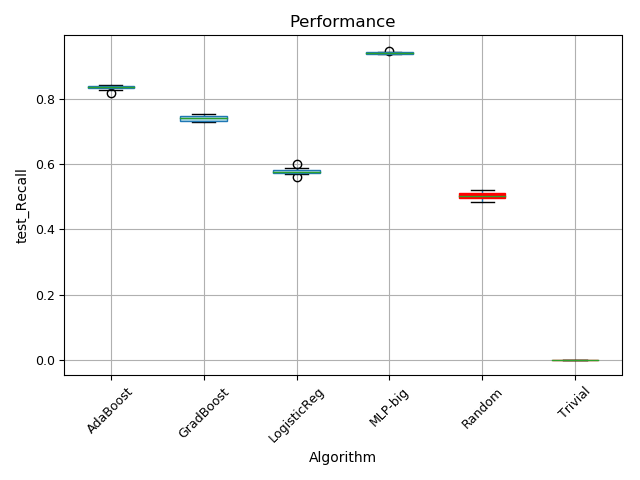 Performance
test_Recall
0.8
0.6
0.4
0.2
0.0
AdaBoost
GradBoost
LogisticReg
MLP-big
Random
Trivial
Algorithm